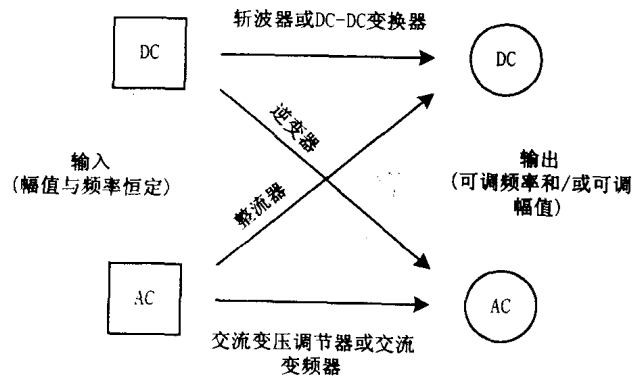 斩波器或DC-DC变换器
DC
DC
逆变器
输入
(幅值与频率恒定)
输出
(可调频率和/或可调
幅值)
整流器
AC
AC
交流变压调节器或交流
变频器